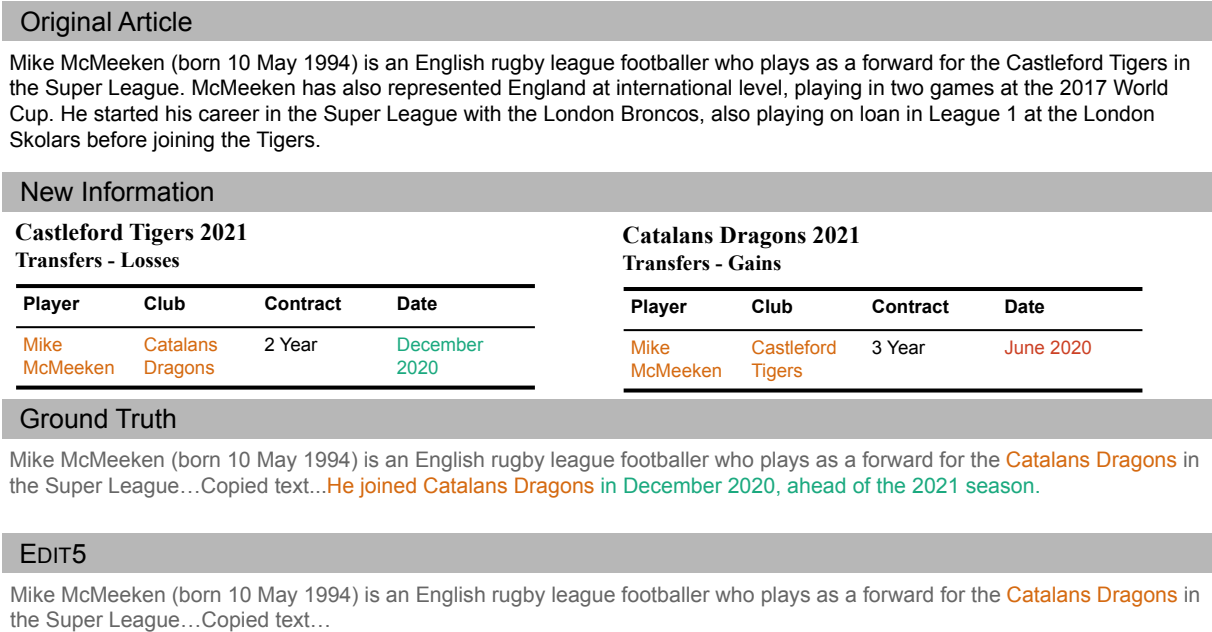 Original Article
Mike McMeeken (born 10 May 1994) is an English rugby league footballer who plays as a forward for the Castleford Tigers in
the Super League. McMeeken has also represented England at international level, playing in two games at the 2017 World
Cup. He started his career in the Super League with the London Broncos, also playing on loan in League 1 at the London
Skolars before joining the Tigers.
New Information
Castleford Tigers 2021
Transfers - Losses
Player Club Contract Date
Mike Catalans 2 Year December
McMeeken Dragons 2020
Catalans Dragons 2021
Transfers - Gains
Player Club Contract Date
Mike Castleford 3 Year June 2020
McMeeken Tigers
Ground Truth
Mike McMeeken (born 10 May 1994) is an English rugby league footballer who plays as a forward for the Catalans Dragons in
the Super League…Copied text...He joined Catalans Dragons in December 2020, ahead of the 2021 season.
EDIT5
Mike McMeeken (born 10 May 1994) is an English rugby league footballer who plays as a forward for the Catalans Dragons in
the Super League…Copied text…